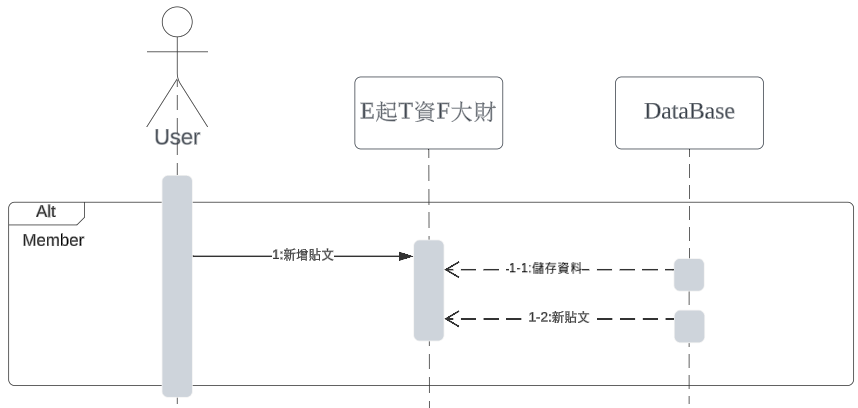 User
E起T資F大財
DataBase
Alt
Member
1:新增貼文
1-1:儲存資料
1-2:新貼文